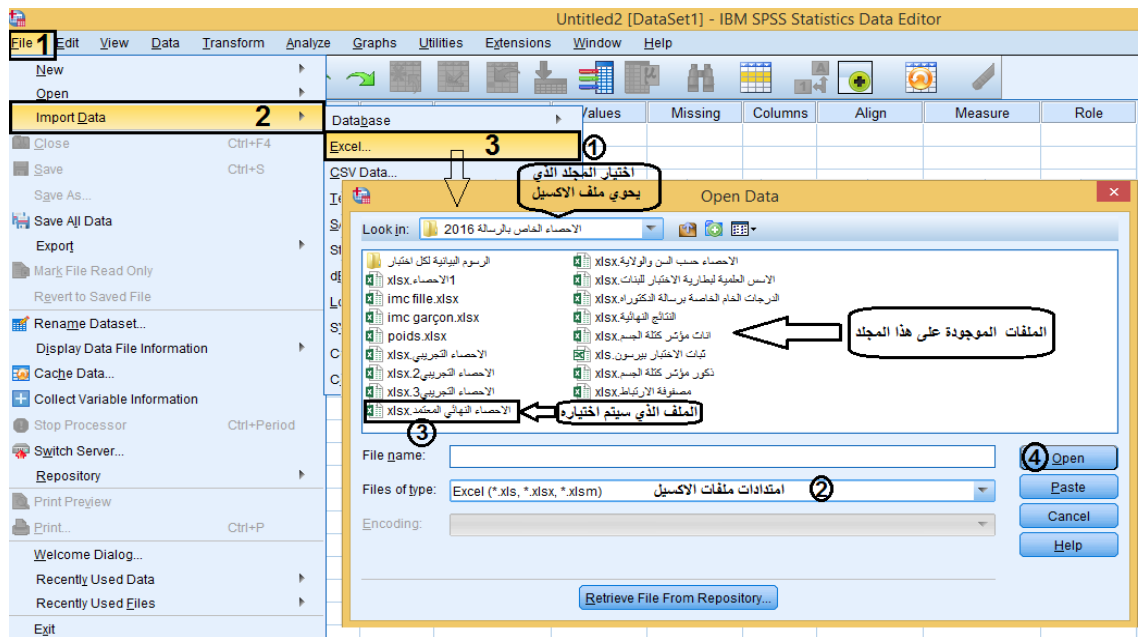 Untitled2 [DataSet1] - IBM SPSS Statistics Data Editor
File 1 Edit View Data Transform Analyze Graphs Utilities Extensions Window Help
New
Open
Import Data 2
Close Ctrl+F4
Save Ctrl+S
Save As...
Save All Data
Export
Mark File Read Only
Revert to Saved File
Rename Dataset...
Display Data File Information
Cache Data...
Collect Variable Information
Stop Processor Ctrl+Period
Switch Server...
Repository
Print Preview
Print... Ctrl+P
Welcome Dialog...
Recently Used Data
Recently Used Files
Exit
Values Missing Columns Align Measure Role
Database
Excel... 3
CSV Data...
1
اختيار المجلد الذي
يحوي ملف الاكسيل
Open Data
Look in: الاحصاء الخاص بالرسالة 2016
الرسوم البيانية لكل اختبار
الاحصاء1.xlsx
imc fille.xlsx
imc garçon.xlsx
poids.xlsx
الاحصاء التجريبي.xlsx
الاحصاء التجريبي2.xlsx
الاحصاء التجريبي3.xlsx
الاحصاء النهائي المعتمد.xlsx
الاحصاء حسب السن والولاية.xlsx
الاسس العلمية لبطارية الاختبار للبنات.xlsx
الدرجات الخام الخاصة برسالة الدكتوراه.xlsx
النتائج النهائية.xlsx
اناث مؤشر كتلة الجسم.xlsx
ثبات الاختبار بيرسون.xls
ذكور مؤشر كتلة الجسم.xlsx
مصفوفة الارتباط.xlsx
الملفات الموجودة على هذا المجلد
الملف الذي سيتم اختياره
3
File name:
4 Open
Files of type: Excel (*.xls, *.xlsx, *.xlsm) امتدادات ملفات الاكسيل 2
Paste
Encoding:
Cancel
Help
Retrieve File From Repository...